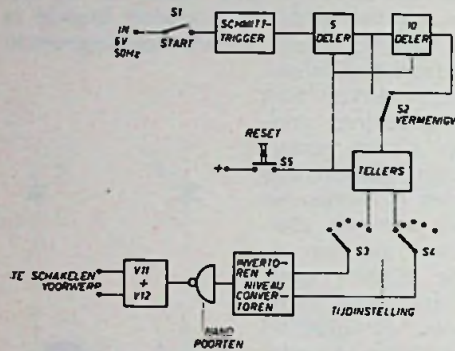 S1
IN
6V
50Hz
START
SCHMITT-
TRIGGER
5
DELER
10
DELER
S2
VERMENIGV
RESET
S5
+
TELLERS
S3
S4
TIJDINSTELLING
INVERTO-
REN +
NIVEAU
CONVER-
TOREN
NAND
POORTEN
V11
+
V12
TE SCHAKELEN
VOORWERP